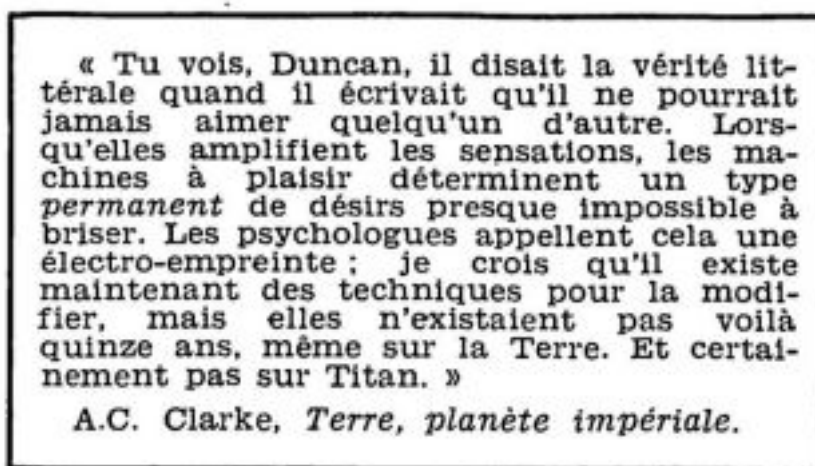 « Tu vois, Duncan, il disait la vérité lit-
térale quand il écrivait qu'il ne pourrait
jamais aimer quelqu'un d'autre. Lors-
qu'elles amplifient les sensations, les ma-
chines à plaisir déterminent un type
permanent de désirs presque impossible à
briser. Les psychologues appellent cela une
électro-empreinte ; je crois qu'il existe
maintenant des techniques pour la modi-
fier, mais elles n'existaient pas voilà
quinze ans, même sur la Terre. Et certai-
nement pas sur Titan. »
A.C. Clarke, Terre, planète impériale.